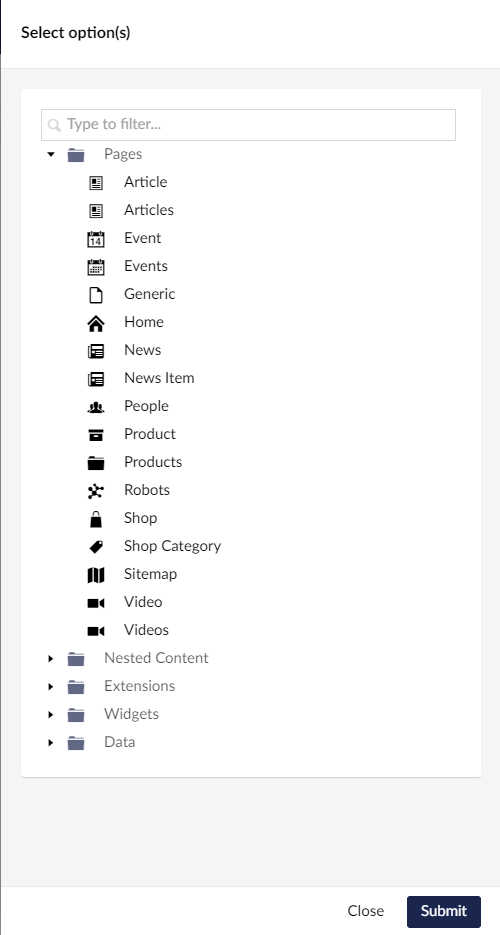 Select option(s)
Type to filter...
Pages
Article
Articles
14
Event
Events
Generic
Home
News
News Item
People
Product
Products
Robots
Shop
Shop Category
Sitemap
Video
Videos
Nested Content
Extensions
Widgets
Data
Close
Submit